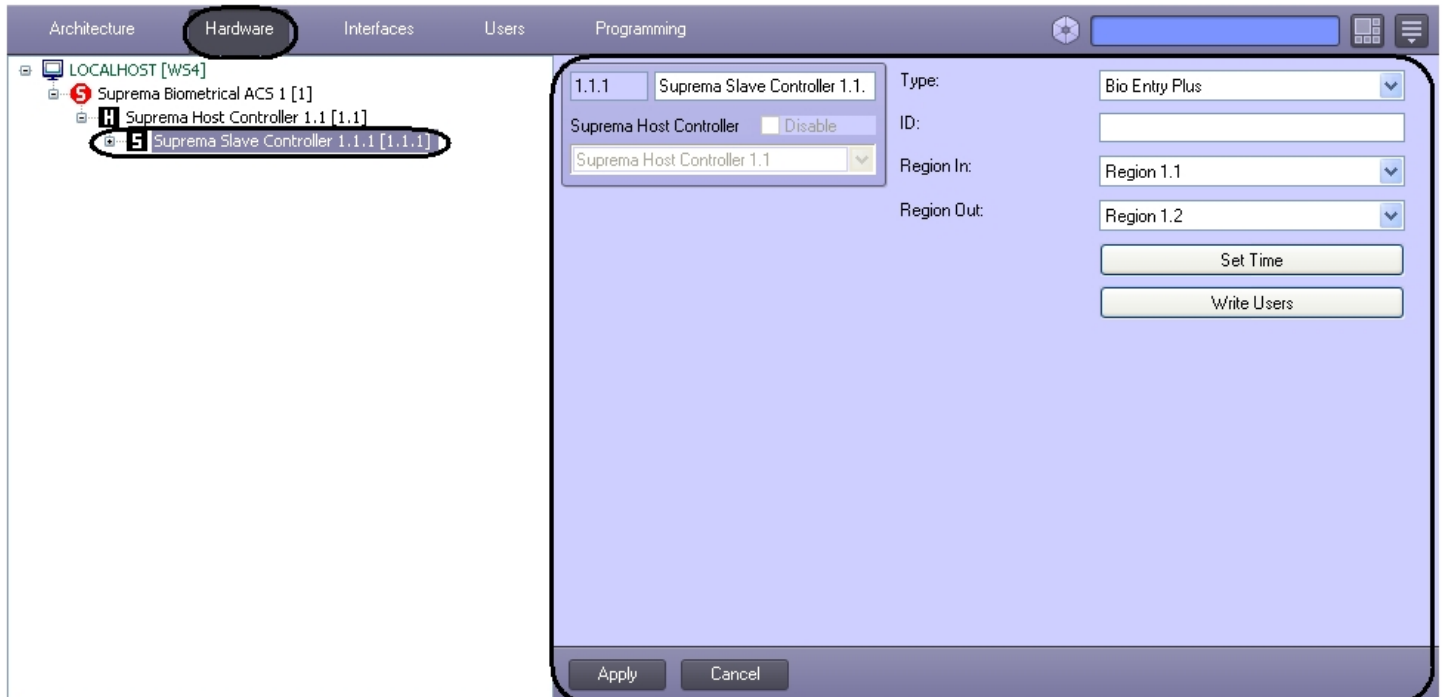 Architecture Hardware Interfaces Users Programming
LOCALHOST [WS4]
S Suprema Biometrical ACS 1 [1]
H Suprema Host Controller 1.1 [1.1]
S Suprema Slave Controller 1.1.1 [1.1.1]
1.1.1 Suprema Slave Controller 1.1.
Suprema Host Controller Disable
Suprema Host Controller 1.1
Type: Bio Entry Plus
ID:
Region In: Region 1.1
Region Out: Region 1.2
Set Time
Write Users
Apply Cancel